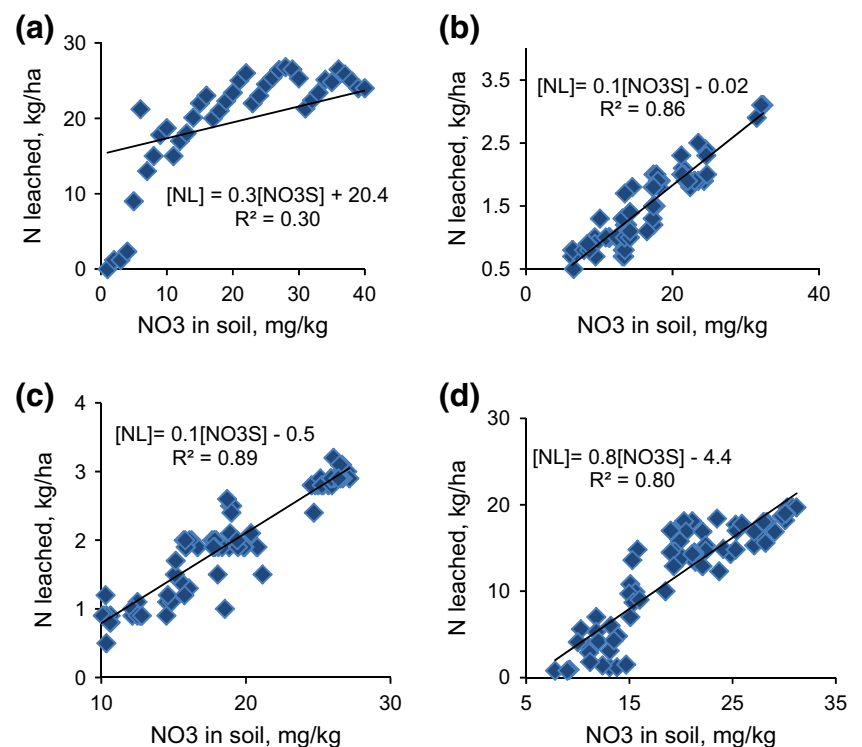 (a)
30
20
10
0
0 10 20 30 40
N leached, kg/ha
NO3 in soil, mg/kg
[NL] = 0.3[NO3S] + 20.4
R² = 0.30
(b)
3.5
2.5
1.5
0.5
0 20 40
N leached, kg/ha
NO3 in soil, mg/kg
[NL]= 0.1[NO3S] - 0.02
R² = 0.86
(c)
4
3
2
1
0
10 20 30
N leached, kg/ha
NO3 in soil, mg/kg
[NL]= 0.1[NO3S] - 0.5
R² = 0.89
(d)
30
20
10
0
5 15 25 35
N leached, kg/ha
NO3 in soil, mg/kg
[NL]= 0.8[NO3S] - 4.4
R² = 0.80